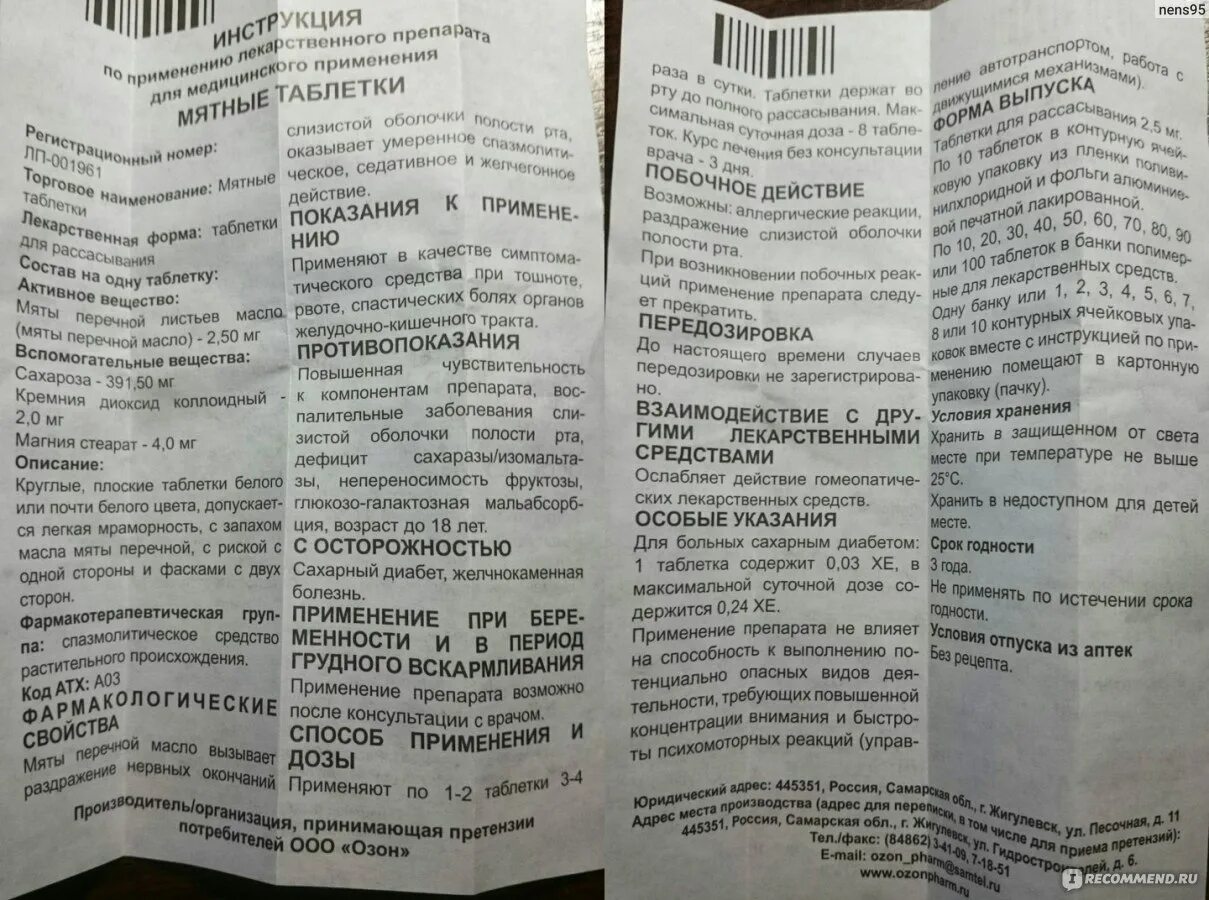 nens95
ИНСТРУКЦИЯ
по применению лекарственного препарата
для медицинского применения
МЯТНЫЕ ТАБЛЕТКИ
Регистрационный номер:
ЛП-001961
Торговое наименование: Мятные
таблетки
Лекарственная форма: таблетки
для рассасывания
Состав на одну таблетку:
Активное вещество:
Мяты перечной листьев масло
(мяты перечной масло) - 2,50 мг
Вспомогательные вещества:
Сахароза - 391,50 мг
Кремния диоксид коллоидный -
2,0 мг
Магния стеарат - 4,0 мг
Описание:
Круглые, плоские таблетки белого
или почти белого цвета, допускает-
ся легкая мраморность, с запахом
масла мяты перечной, с риской с
одной стороны и фасками с двух
сторон.
Фармакотерапевтическая груп-
па: спазмолитическое средство
растительного происхождения.
Код АТХ: A03
ФАРМАКОЛОГИЧЕСКИЕ
СВОЙСТВА
Мяты перечной масло вызывает
раздражение нервных окончаний
слизистой оболочки полости рта,
оказывает умеренное спазмолити-
ческое, седативное и желчегонное
действие.
ПОКАЗАНИЯ К ПРИМЕНЕ-
НИЮ
Применяют в качестве симптома-
тического средства при тошноте,
рвоте, спастических болях органов
желудочно-кишечного тракта.
ПРОТИВОПОКАЗАНИЯ
Повышенная чувствительность
к компонентам препарата, вос-
палительные заболевания сли-
зистой оболочки полости рта,
дефицит сахаразы/изомальта-
зы, непереносимость фруктозы,
глюкозо-галактозная мальабсорб-
ция, возраст до 18 лет.
С ОСТОРОЖНОСТЬЮ
Сахарный диабет, желчнокаменная
болезнь.
ПРИМЕНЕНИЕ ПРИ БЕРЕ-
МЕННОСТИ И В ПЕРИОД
ГРУДНОГО ВСКАРМЛИВАНИЯ
Применение препарата возможно
после консультации с врачом.
СПОСОБ ПРИМЕНЕНИЯ И
ДОЗЫ
Применяют по 1-2 таблетки 3-4
Производитель/организация, принимающая претензии
потребителей ООО «Озон»
раза в сутки. Таблетки держат во
рту до полного рассасывания. Мак-
симальная суточная доза - 8 табле-
ток. Курс лечения без консультации
врача - 3 дня.
ПОБОЧНОЕ ДЕЙСТВИЕ
Возможны: аллергические реакции,
раздражение слизистой оболочки
полости рта.
При возникновении побочных реак-
ций применение препарата следу-
ет прекратить.
ПЕРЕДОЗИРОВКА
До настоящего времени случаев
передозировки не зарегистрирова-
но.
ВЗАИМОДЕЙСТВИЕ С ДРУ-
ГИМИ ЛЕКАРСТВЕННЫМИ
СРЕДСТВАМИ
Ослабляет действие гомеопатиче-
ских лекарственных средств.
ОСОБЫЕ УКАЗАНИЯ
Для больных сахарным диабетом:
1 таблетка содержит 0,03 ХЕ, в
максимальной суточной дозе со-
держится 0,24 ХЕ.
Применение препарата не влияет
на способность к выполнению по-
тенциально опасных видов дея-
тельности, требующих повышенной
концентрации внимания и быстро-
ты психомоторных реакций (управ-
ление автотранспортом, работа с
движущимися механизмами).
ФОРМА ВЫПУСКА
Таблетки для рассасывания 2,5 мг.
По 10 таблеток в контурную ячей-
ковую упаковку из пленки поливи-
нилхлоридной и фольги алюминие-
вой печатной лакированной.
По 10, 20, 30, 40, 50, 60, 70, 80, 90
или 100 таблеток в банки полимер-
ные для лекарственных средств.
Одну банку или 1, 2, 3, 4, 5, 6, 7,
8 или 10 контурных ячейковых упа-
ковок вместе с инструкцией по при-
менению помещают в картонную
упаковку (пачку).
Условия хранения
Хранить в защищенном от света
месте при температуре не выше
25°С.
Хранить в недоступном для детей
месте.
Срок годности
3 года.
Не применять по истечении срока
годности.
Условия отпуска из аптек
Без рецепта.
Юридический адрес: 445351, Россия, Самарская обл., г. Жигулевск, ул. Песочная, д. 11
Адрес места производства (адрес для переписки, в том числе для приема претензий):
445351, Россия, Самарская обл., г. Жигулевск, ул. Гидростроителей, д. 6.
Тел./факс: (84862) 3-41-09, 7-18-51
E-mail: ozon_pharm@samtel.ru
www.ozonpharm.ru
IRECOMMEND.RU